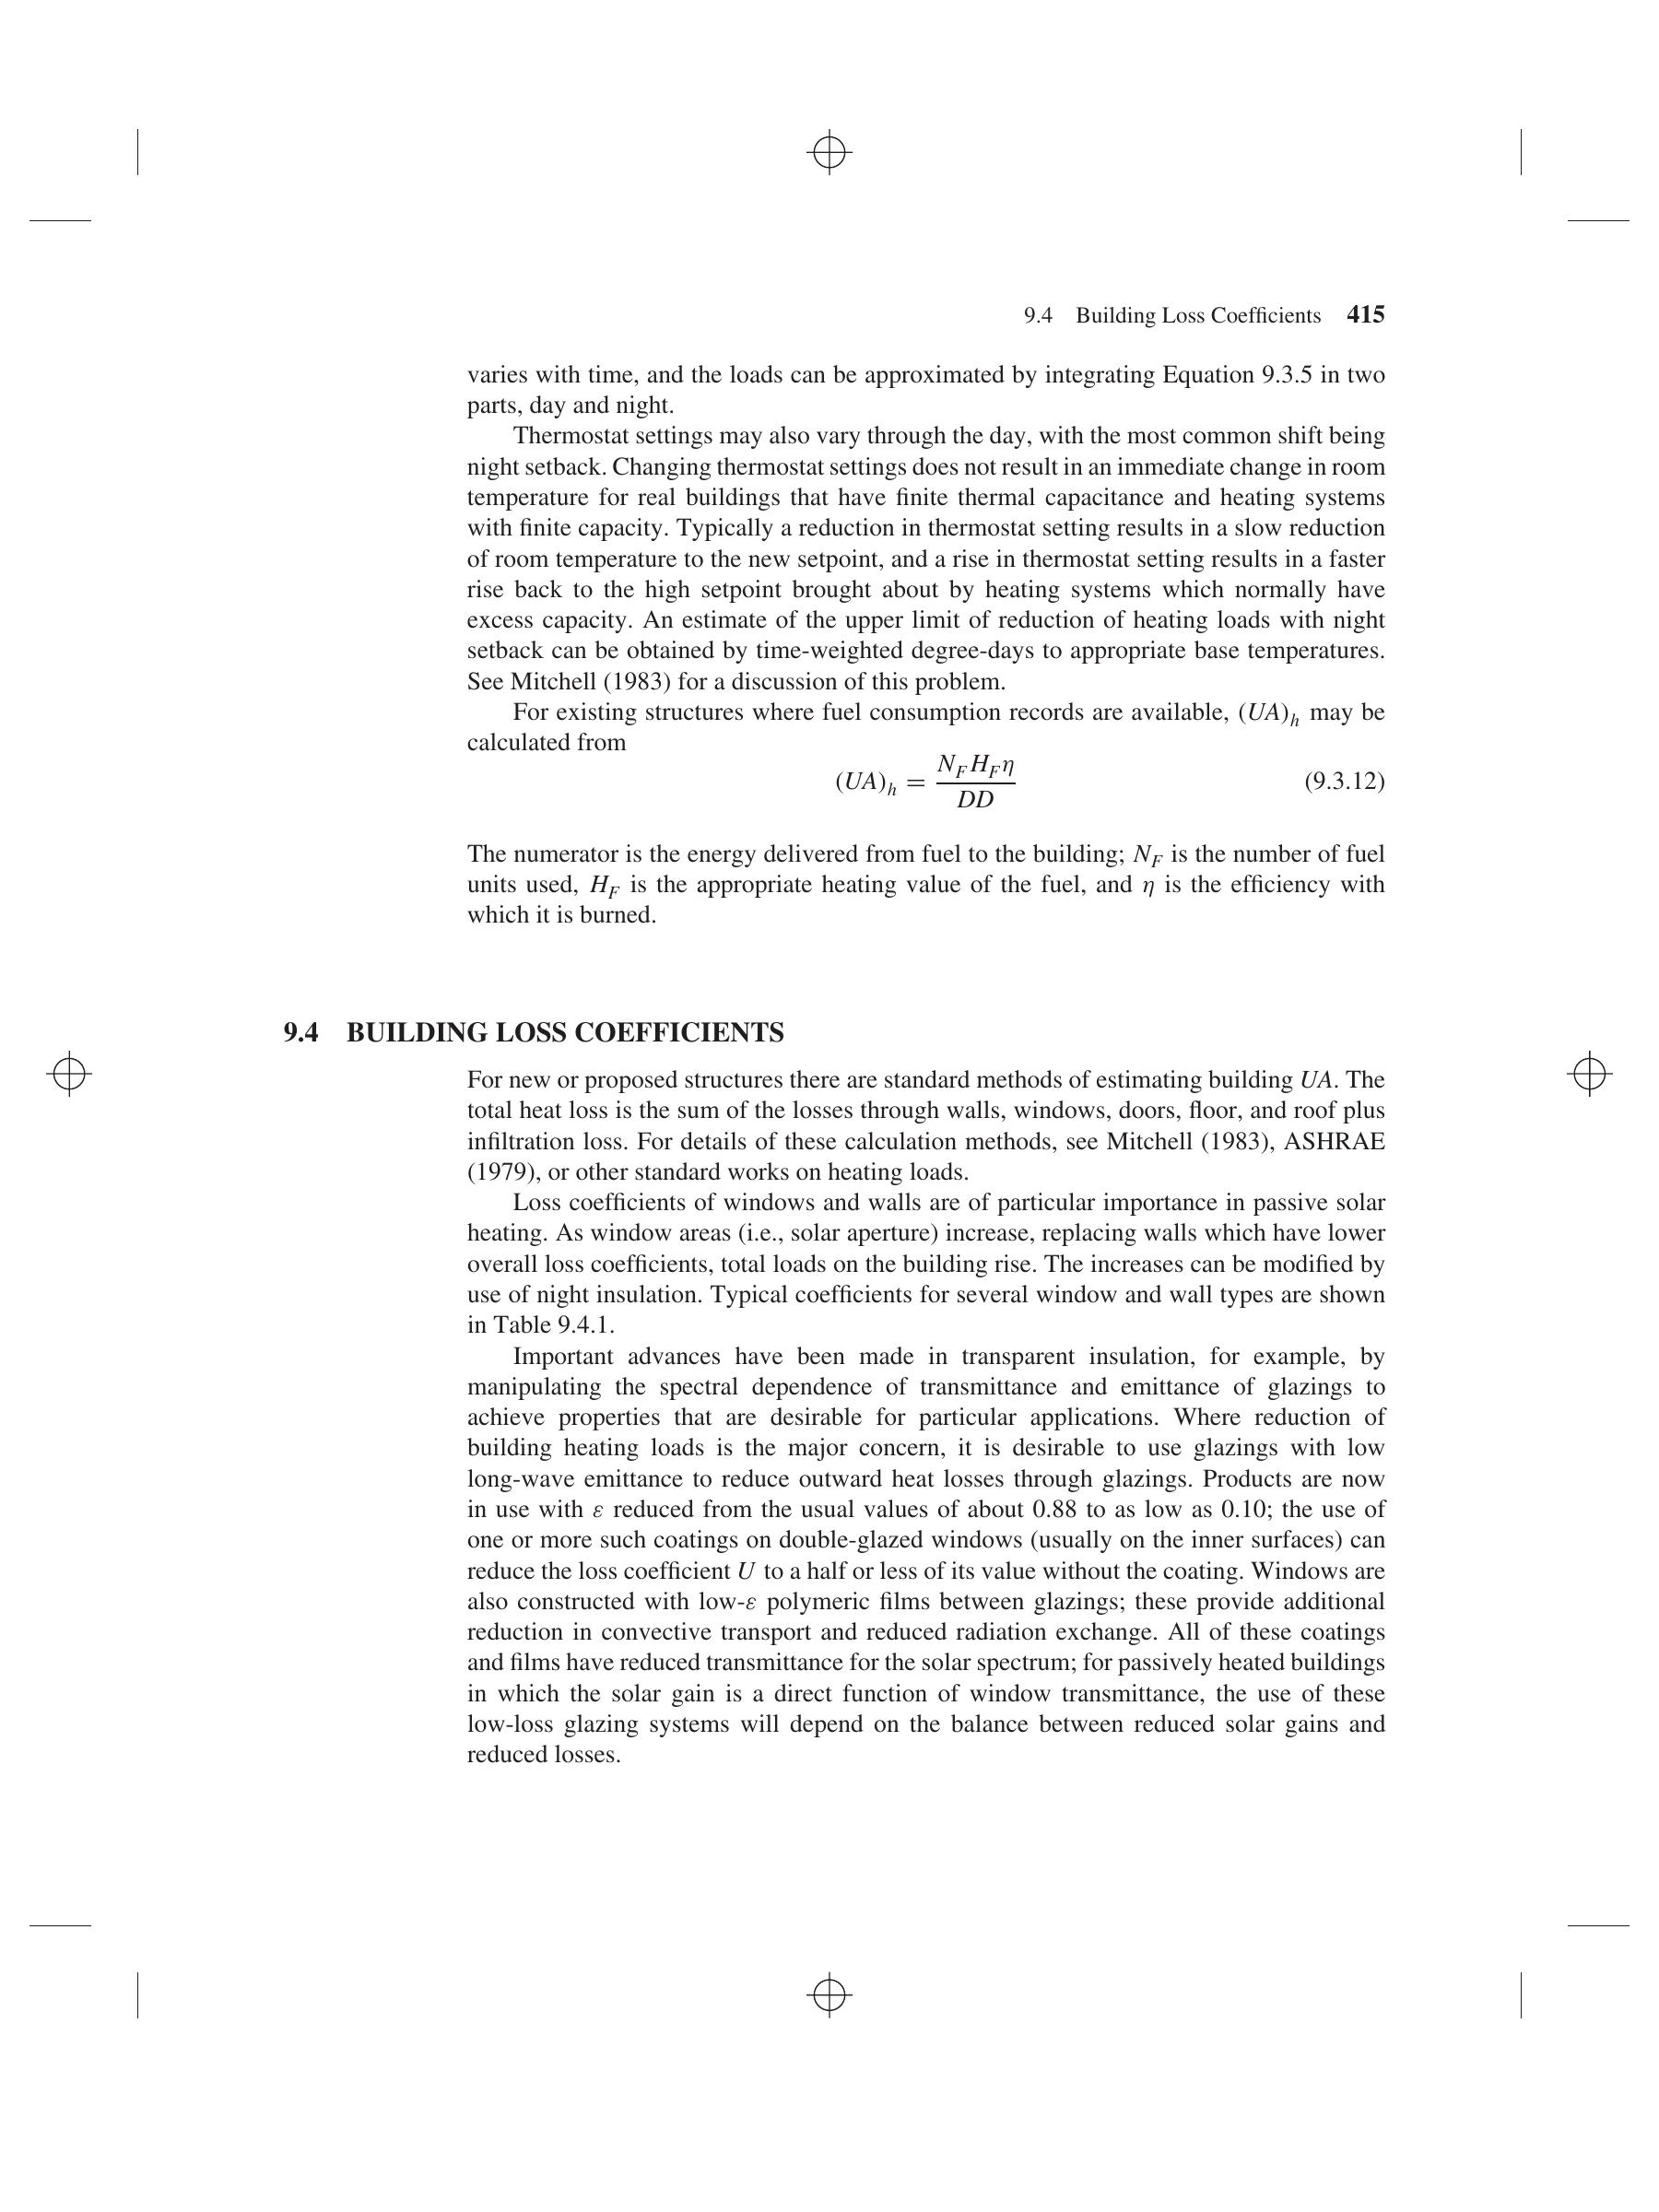 9.4 Building Loss Coefficients 415
varies with time, and the loads can be approximated by integrating Equation 9.3.5 in two
parts, day and night.
Thermostat settings may also vary through the day, with the most common shift being
night setback. Changing thermostat settings does not result in an immediate change in room
temperature for real buildings that have finite thermal capacitance and heating systems
with finite capacity. Typically a reduction in thermostat setting results in a slow reduction
of room temperature to the new setpoint, and a rise in thermostat setting results in a faster
rise back to the high setpoint brought about by heating systems which normally have
excess capacity. An estimate of the upper limit of reduction of heating loads with night
setback can be obtained by time-weighted degree-days to appropriate base temperatures.
See Mitchell (1983) for a discussion of this problem.
For existing structures where fuel consumption records are available, (UA)h may be
calculated from
(UA)h = NF HF η / DD (9.3.12)
The numerator is the energy delivered from fuel to the building; NF is the number of fuel
units used, HF is the appropriate heating value of the fuel, and η is the efficiency with
which it is burned.
9.4 BUILDING LOSS COEFFICIENTS
For new or proposed structures there are standard methods of estimating building UA. The
total heat loss is the sum of the losses through walls, windows, doors, floor, and roof plus
infiltration loss. For details of these calculation methods, see Mitchell (1983), ASHRAE
(1979), or other standard works on heating loads.
Loss coefficients of windows and walls are of particular importance in passive solar
heating. As window areas (i.e., solar aperture) increase, replacing walls which have lower
overall loss coefficients, total loads on the building rise. The increases can be modified by
use of night insulation. Typical coefficients for several window and wall types are shown
in Table 9.4.1.
Important advances have been made in transparent insulation, for example, by
manipulating the spectral dependence of transmittance and emittance of glazings to
achieve properties that are desirable for particular applications. Where reduction of
building heating loads is the major concern, it is desirable to use glazings with low
long-wave emittance to reduce outward heat losses through glazings. Products are now
in use with ε reduced from the usual values of about 0.88 to as low as 0.10; the use of
one or more such coatings on double-glazed windows (usually on the inner surfaces) can
reduce the loss coefficient U to a half or less of its value without the coating. Windows are
also constructed with low-ε polymeric films between glazings; these provide additional
reduction in convective transport and reduced radiation exchange. All of these coatings
and films have reduced transmittance for the solar spectrum; for passively heated buildings
in which the solar gain is a direct function of window transmittance, the use of these
low-loss glazing systems will depend on the balance between reduced solar gains and
reduced losses.